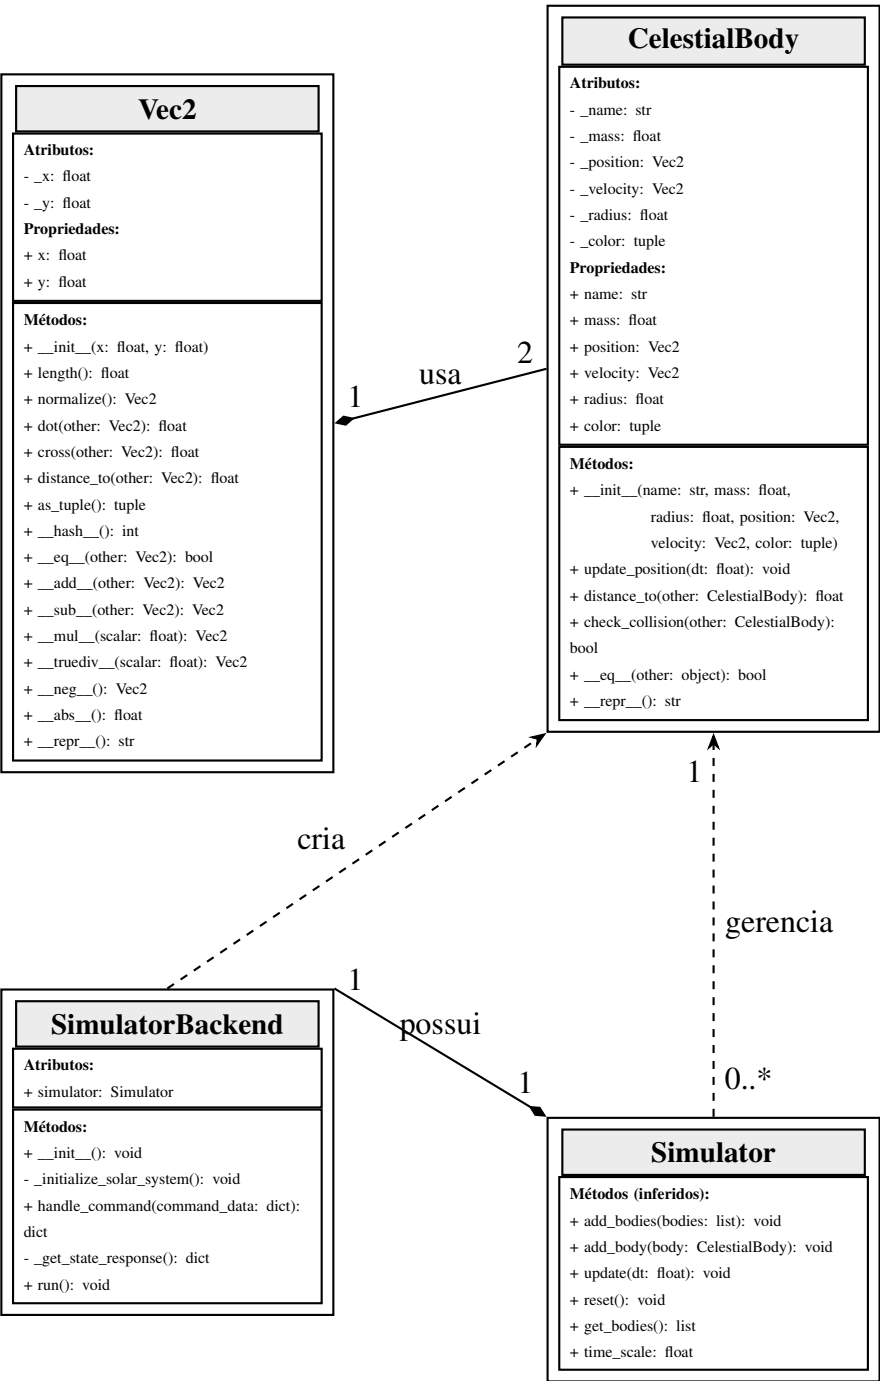 Vec2
Atributos:
- _x: float
- _y: float
Propriedades:
+ x: float
+ y: float
Métodos:
+ __init__(x: float, y: float)
+ length(): float
+ normalize(): Vec2
+ dot(other: Vec2): float
+ cross(other: Vec2): float
+ distance_to(other: Vec2): float
+ as_tuple(): tuple
+ __hash__(): int
+ __eq__(other: Vec2): bool
+ __add__(other: Vec2): Vec2
+ __sub__(other: Vec2): Vec2
+ __mul__(scalar: float): Vec2
+ __truediv__(scalar: float): Vec2
+ __neg__(): Vec2
+ __abs__(): float
+ __repr__(): str
1
usa
2
CelestialBody
Atributos:
- _name: str
- _mass: float
- _position: Vec2
- _velocity: Vec2
- _radius: float
- _color: tuple
Propriedades:
+ name: str
+ mass: float
+ position: Vec2
+ velocity: Vec2
+ radius: float
+ color: tuple
Métodos:
+ __init__(name: str, mass: float,
radius: float, position: Vec2,
velocity: Vec2, color: tuple)
+ update_position(dt: float): void
+ distance_to(other: CelestialBody): float
+ check_collision(other: CelestialBody):
bool
+ __eq__(other: object): bool
+ __repr__(): str
cria
1
gerencia
0..*
SimulatorBackend
Atributos:
+ simulator: Simulator
Métodos:
+ __init__(): void
- _initialize_solar_system(): void
+ handle_command(command_data: dict):
dict
- _get_state_response(): dict
+ run(): void
1
possui
1
Simulator
Métodos (inferidos):
+ add_bodies(bodies: list): void
+ add_body(body: CelestialBody): void
+ update(dt: float): void
+ reset(): void
+ get_bodies(): list
+ time_scale: float